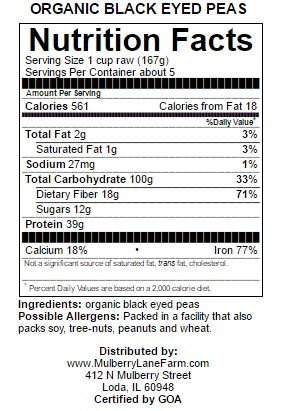 ORGANIC BLACK EYED PEAS
Nutrition Facts
Serving Size 1 cup raw (167g)
Servings Per Container about 5
Amount Per Serving
Calories 561 Calories from Fat 18
%Daily Value*
Total Fat 2g 3%
Saturated Fat 1g 3%
Sodium 27mg 1%
Total Carbohydrate 100g 33%
Dietary Fiber 18g 71%
Sugars 12g
Protein 39g
Calcium 18% • Iron 77%
Not a significant source of saturated fat, trans fat, cholesterol.
* Percent Daily Values are based on a 2,000 calorie diet.
Ingredients: organic black eyed peas
Possible Allergens: Packed in a facility that also
packs soy, tree-nuts, peanuts and wheat.
Distributed by:
www.MulberryLaneFarm.com
412 N Mulberry Street
Loda, IL 60948
Certified by GOA